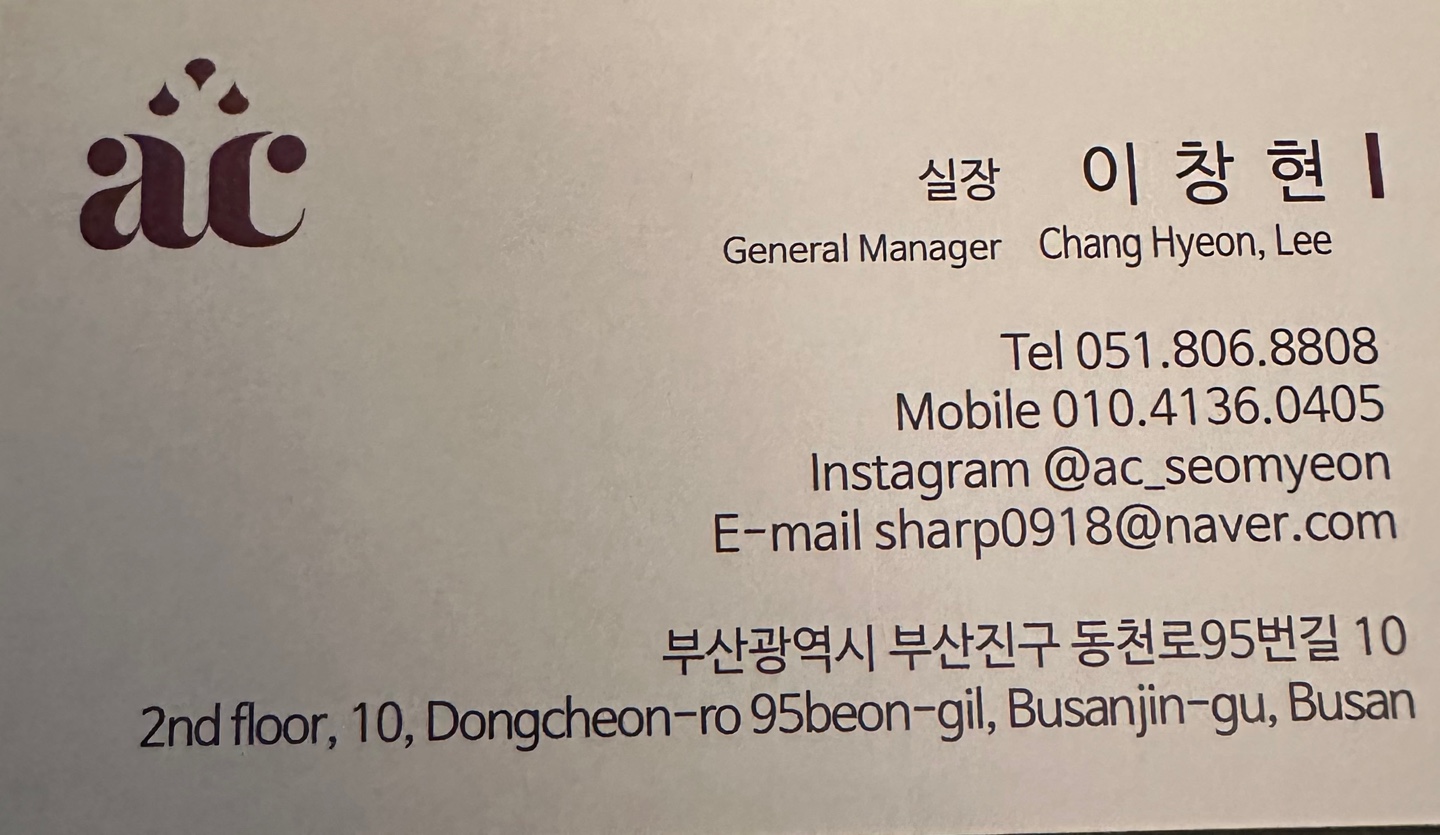 ac
실장 이창현
General Manager Chang Hyeon, Lee
Tel 051.806.8808
Mobile 010.4136.0405
Instagram @ac_seomyeon
E-mail sharp0918@naver.com
부산광역시 부산진구 동천로95번길 10
2nd floor, 10, Dongcheon-ro 95beon-gil, Busanjin-gu, Busan